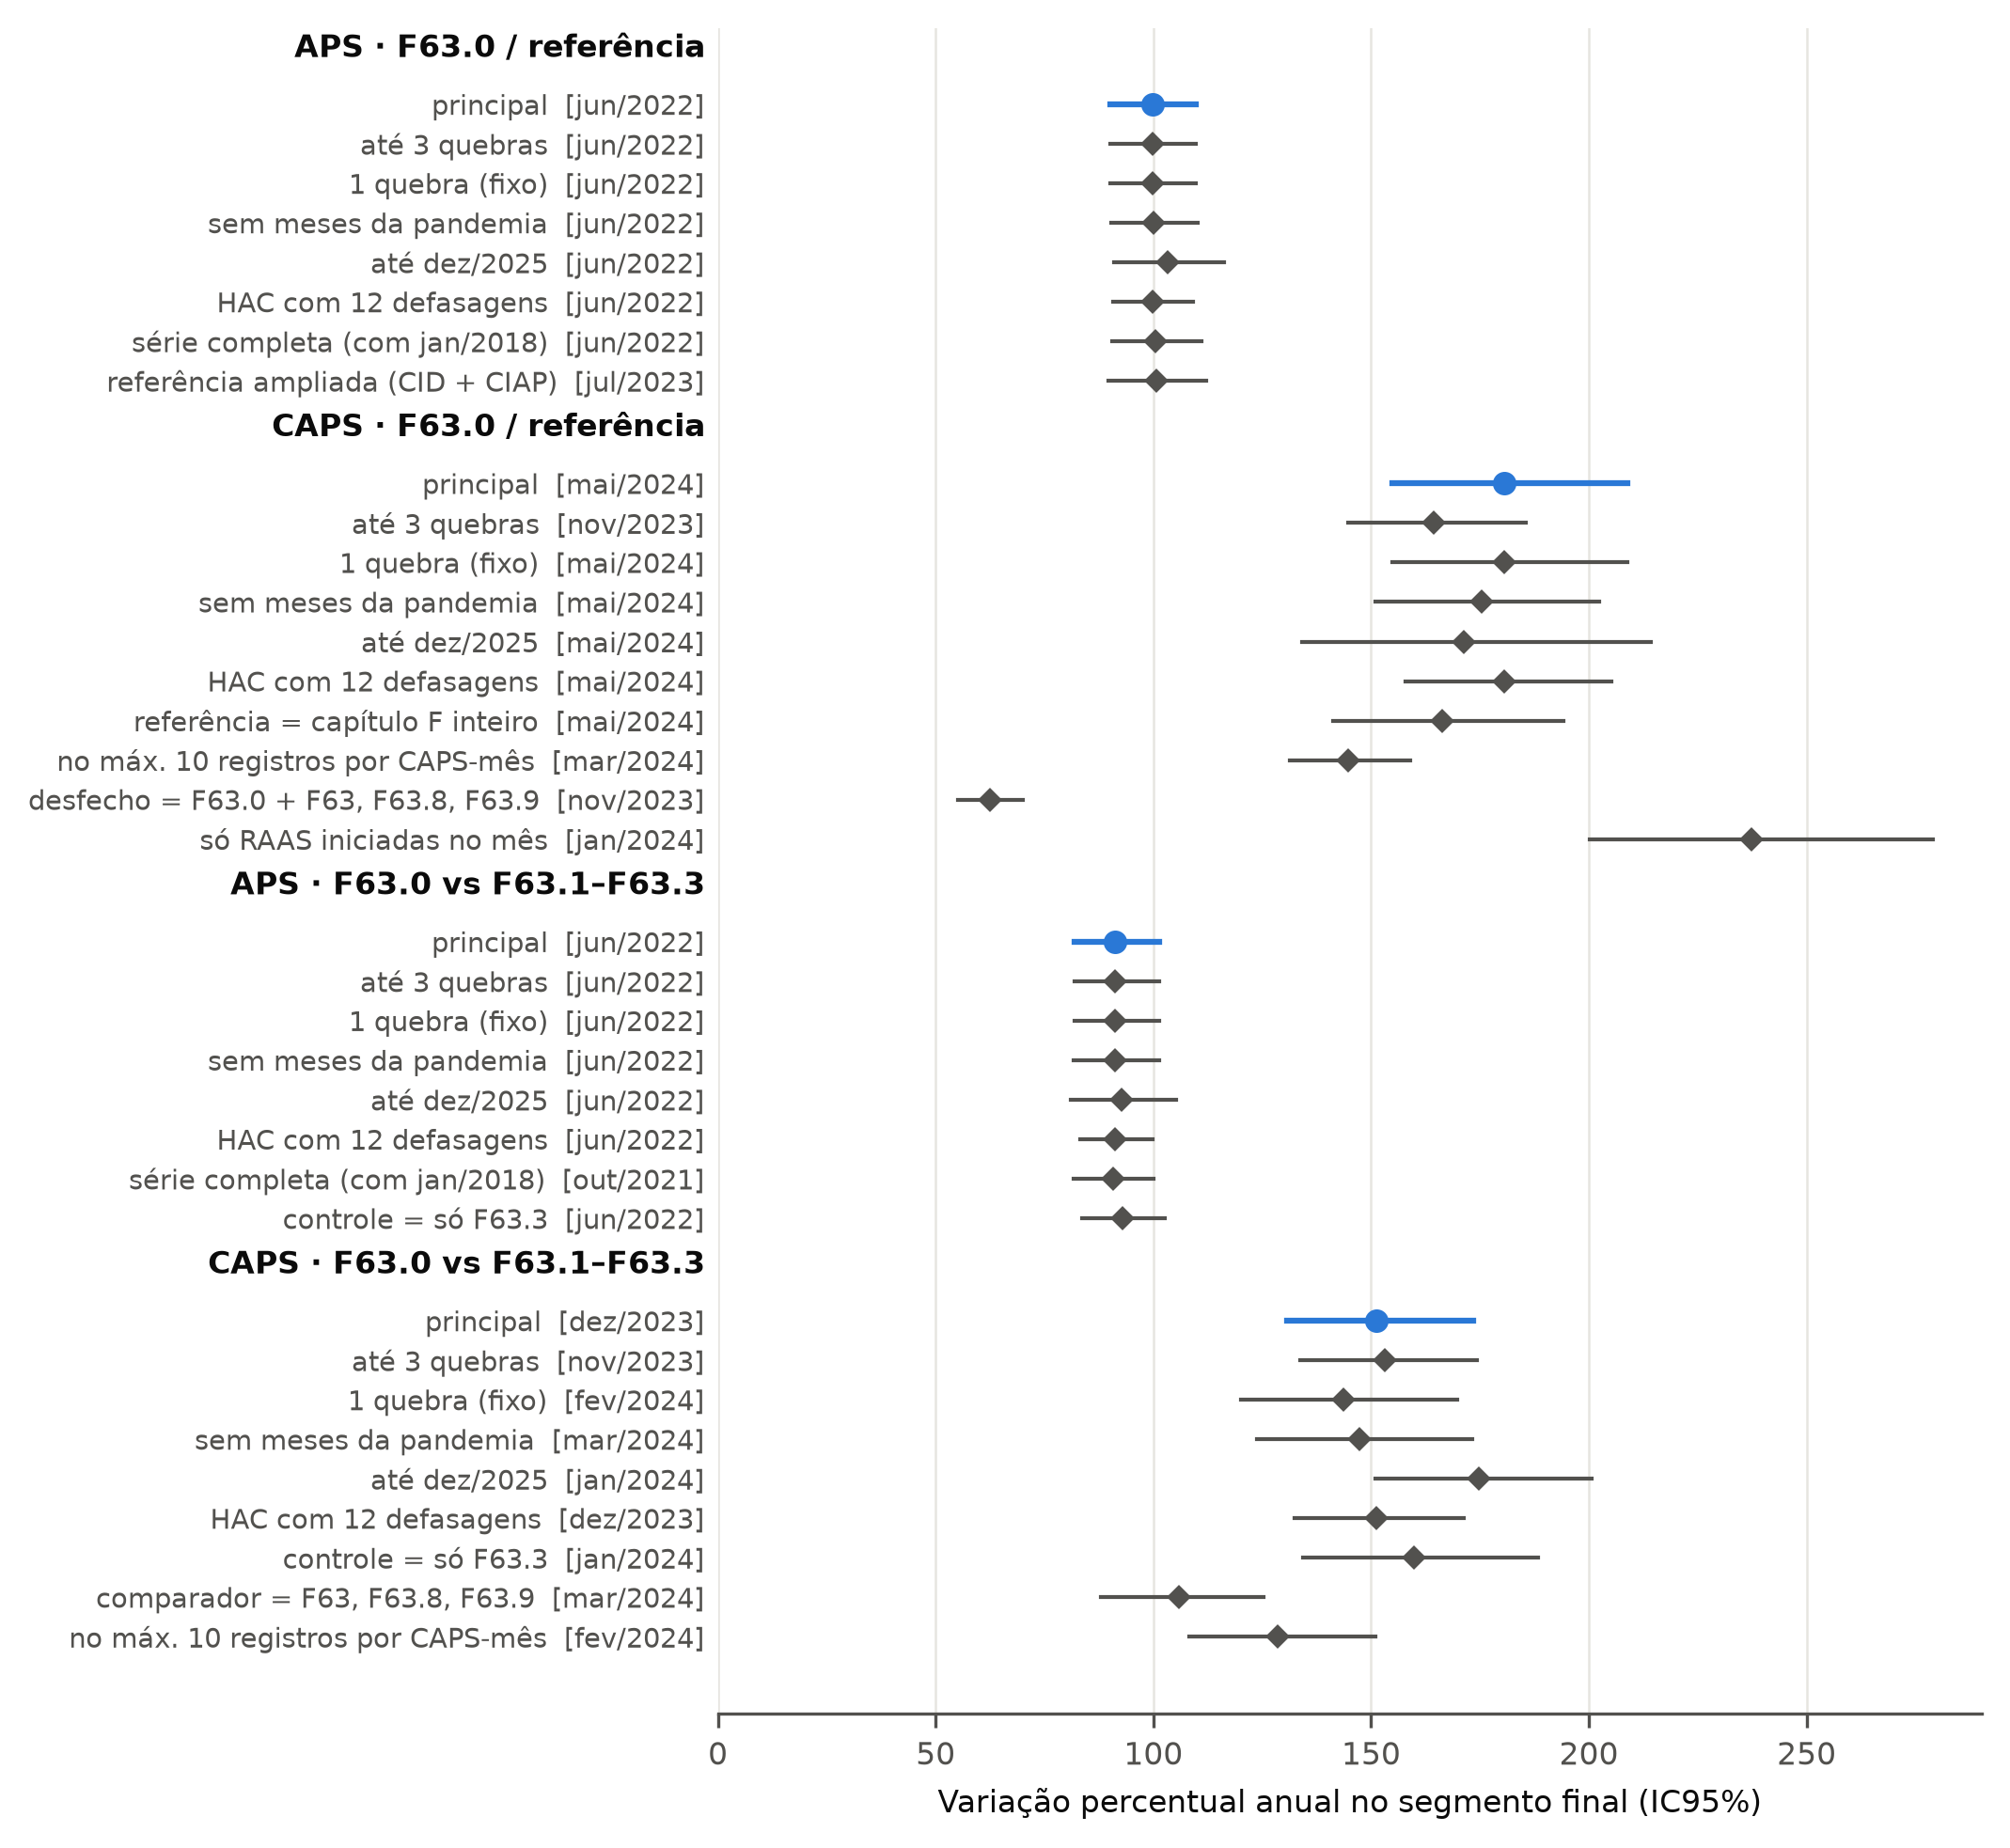 APS · F63.0 / referência
principal [jun/2022]
até 3 quebras [jun/2022]
1 quebra (fixo) [jun/2022]
sem meses da pandemia [jun/2022]
até dez/2025 [jun/2022]
HAC com 12 defasagens [jun/2022]
série completa (com jan/2018) [jun/2022]
referência ampliada (CID + CIAP) [jul/2023]
CAPS · F63.0 / referência
principal [mai/2024]
até 3 quebras [nov/2023]
1 quebra (fixo) [mai/2024]
sem meses da pandemia [mai/2024]
até dez/2025 [mai/2024]
HAC com 12 defasagens [mai/2024]
referência = capítulo F inteiro [mai/2024]
no máx. 10 registros por CAPS-mês [mar/2024]
desfecho = F63.0 + F63, F63.8, F63.9 [nov/2023]
só RAAS iniciadas no mês [jan/2024]
APS · F63.0 vs F63.1–F63.3
principal [jun/2022]
até 3 quebras [jun/2022]
1 quebra (fixo) [jun/2022]
sem meses da pandemia [jun/2022]
até dez/2025 [jun/2022]
HAC com 12 defasagens [jun/2022]
série completa (com jan/2018) [out/2021]
controle = só F63.3 [jun/2022]
CAPS · F63.0 vs F63.1–F63.3
principal [dez/2023]
até 3 quebras [nov/2023]
1 quebra (fixo) [fev/2024]
sem meses da pandemia [mar/2024]
até dez/2025 [jan/2024]
HAC com 12 defasagens [dez/2023]
controle = só F63.3 [jan/2024]
comparador = F63, F63.8, F63.9 [mar/2024]
no máx. 10 registros por CAPS-mês [fev/2024]
0 50 100 150 200 250
Variação percentual anual no segmento final (IC95%)